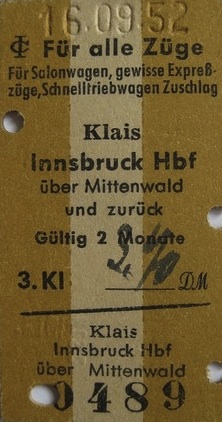 16.09.52
Für alle Züge
Für Salonwagen, gewisse Expreß-
züge, Schnelltriebwagen Zuschlag
Klais
Innsbruck Hbf
über Mittenwald
und zurück
Gültig 2 Monate
3. Kl DM
Klais
Innsbruck Hbf
über Mittenwald
0489